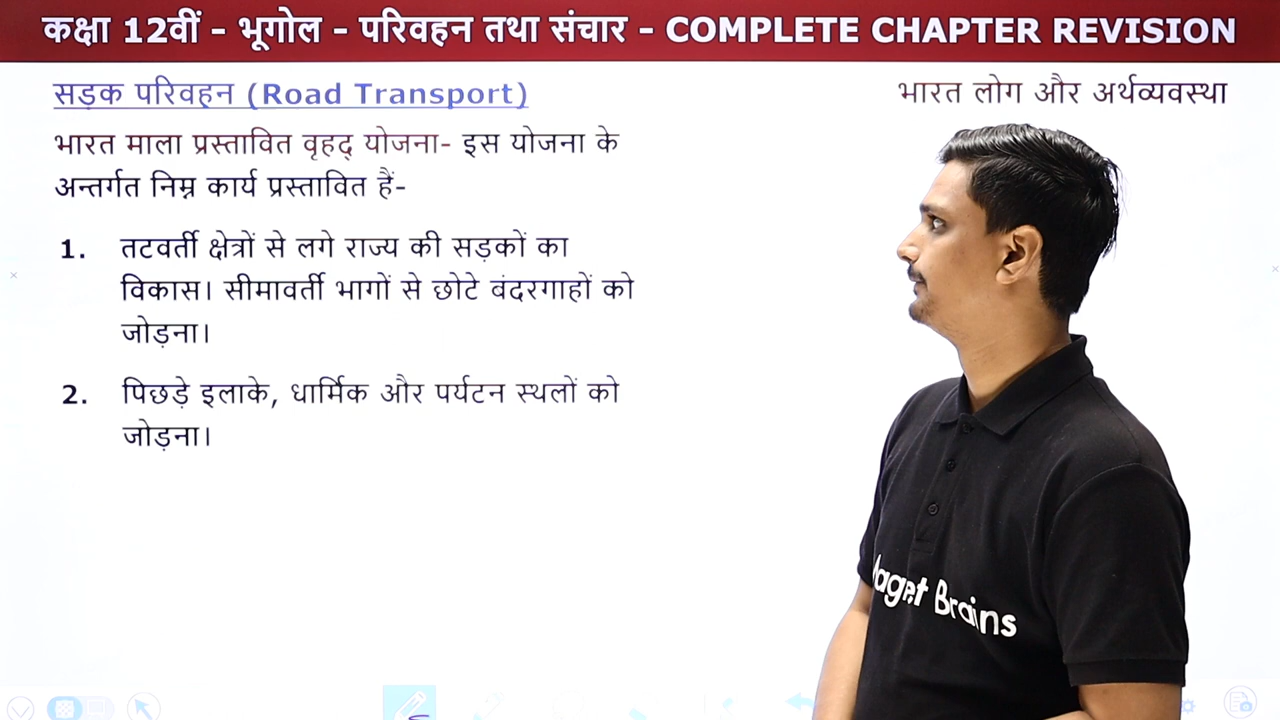 कक्षा 12वीं - भूगोल - परिवहन तथा संचार - COMPLETE CHAPTER REVISION
सड़क परिवहन (Road Transport)
भारत लोग और अर्थव्यवस्था
भारत माला प्रस्तावित वृहद् योजना- इस योजना के
अन्तर्गत निम्न कार्य प्रस्तावित हैं-
1. तटवर्ती क्षेत्रों से लगे राज्य की सड़कों का
विकास। सीमावर्ती भागों से छोटे बंदरगाहों को
जोड़ना।
2. पिछड़े इलाके, धार्मिक और पर्यटन स्थलों को
जोड़ना।
Brains